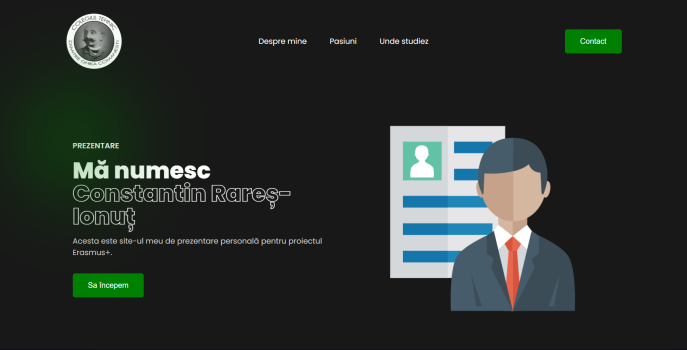 COLEGIUL TEHNIC
Despre mine
Pasiuni
Unde studiez
Contact
PREZENTARE
Mă numesc
Constantin Rareș-
Ionuț
Acesta este site-ul meu de prezentare personală pentru proiectul
Erasmus+.
Sa începem